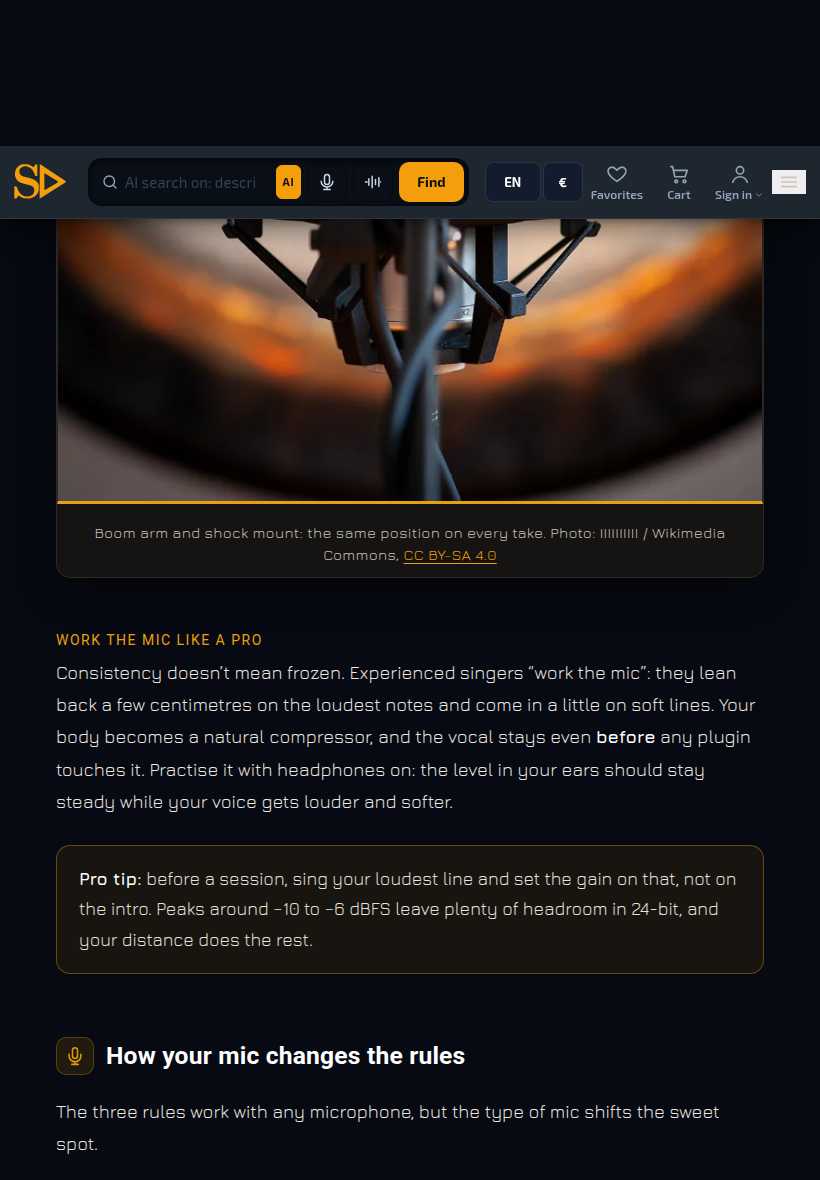 SD
AI search on: descri
AI
Find
EN
€
Favorites
Cart
Sign in
Boom arm and shock mount: the same position on every take. Photo: IIIIIIIIII / Wikimedia
Commons, CC BY-SA 4.0
WORK THE MIC LIKE A PRO
Consistency doesn't mean frozen. Experienced singers “work the mic”: they lean
back a few centimetres on the loudest notes and come in a little on soft lines. Your
body becomes a natural compressor, and the vocal stays even before any plugin
touches it. Practise it with headphones on: the level in your ears should stay
steady while your voice gets louder and softer.
Pro tip: before a session, sing your loudest line and set the gain on that, not on
the intro. Peaks around −10 to −6 dBFS leave plenty of headroom in 24-bit, and
your distance does the rest.
How your mic changes the rules
The three rules work with any microphone, but the type of mic shifts the sweet
spot.